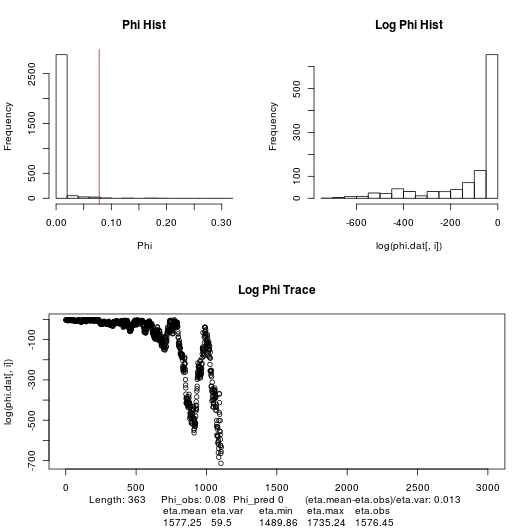 Phi Hist
Log Phi Hist
Frequency
2500
1500
500
0
0.00
0.10
0.20
0.30
Phi
Frequency
500
300
100
0
-600
-400
-200
0
log(phi.dat[, i])
Log Phi Trace
log(phi.dat[, i])
-100
-300
-500
-700
0
500
1000
1500
2000
2500
3000
Length: 363 Phi_obs: 0.08 Phi_pred 0 (eta.mean-eta.obs)/eta.var: 0.013
eta.mean eta.var eta.min eta.max eta.obs
1577.25 59.5 1489.86 1735.24 1576.45